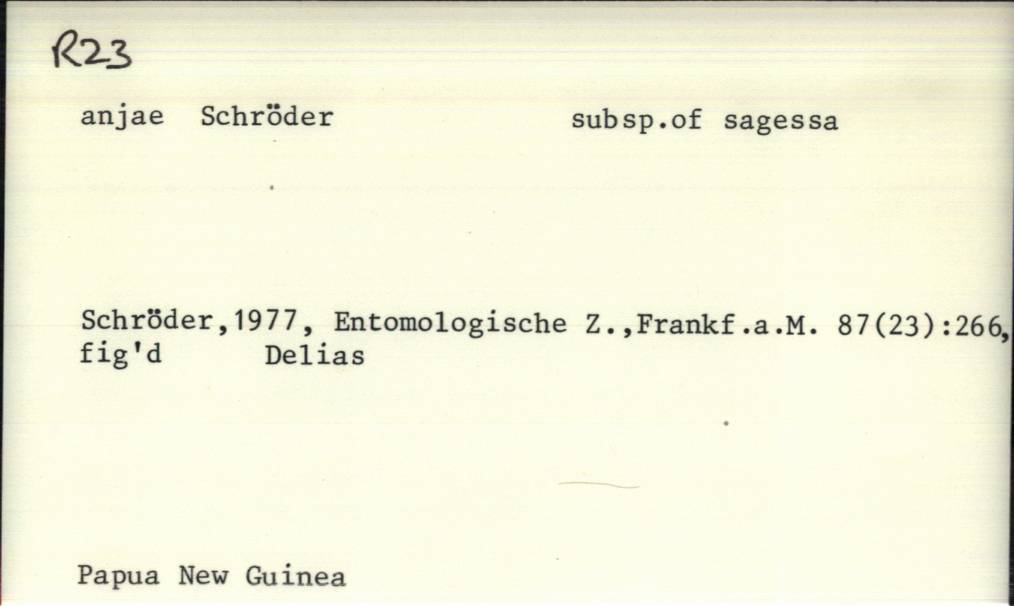 R23
anjae Schröder subsp.of sagessa
Schröder,1977, Entomologische Z.,Frankf.a.M. 87(23):266,
fig'd Delias
Papua New Guinea